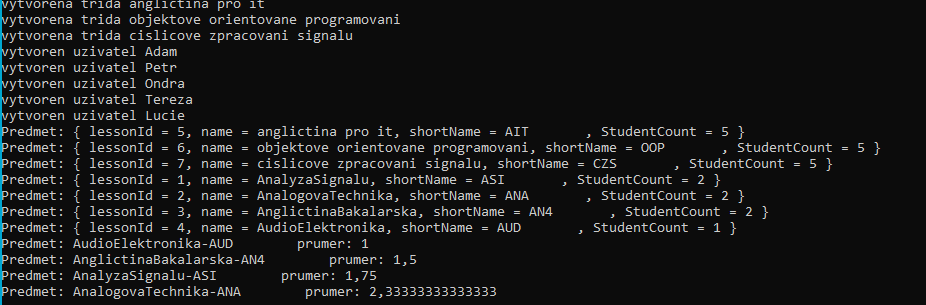 vytvorena trida anglictina pro it
vytvorena trida objektove orientovane programovani
vytvorena trida cislicove zpracovani signalu
vytvoren uzivatel Adam
vytvoren uzivatel Petr
vytvoren uzivatel Ondra
vytvoren uzivatel Tereza
vytvoren uzivatel Lucie
Predmet: { lessonId = 5, name = anglictina pro it, shortName = AIT       , StudentCount = 5 }
Predmet: { lessonId = 6, name = objektove orientovane programovani, shortName = OOP       , StudentCount = 5 }
Predmet: { lessonId = 7, name = cislicove zpracovani signalu, shortName = CZS       , StudentCount = 5 }
Predmet: { lessonId = 1, name = AnalyzaSignalu, shortName = ASI       , StudentCount = 2 }
Predmet: { lessonId = 2, name = AnalogovaTechnika, shortName = ANA       , StudentCount = 2 }
Predmet: { lessonId = 3, name = AnglictinaBakalarska, shortName = AN4       , StudentCount = 2 }
Predmet: { lessonId = 4, name = AudioElektronika, shortName = AUD       , StudentCount = 1 }
Predmet: AudioElektronika-AUD        prumer: 1
Predmet: AnglictinaBakalarska-AN4        prumer: 1,5
Predmet: AnalyzaSignalu-ASI        prumer: 1,75
Predmet: AnalogovaTechnika-ANA        prumer: 2,33333333333333